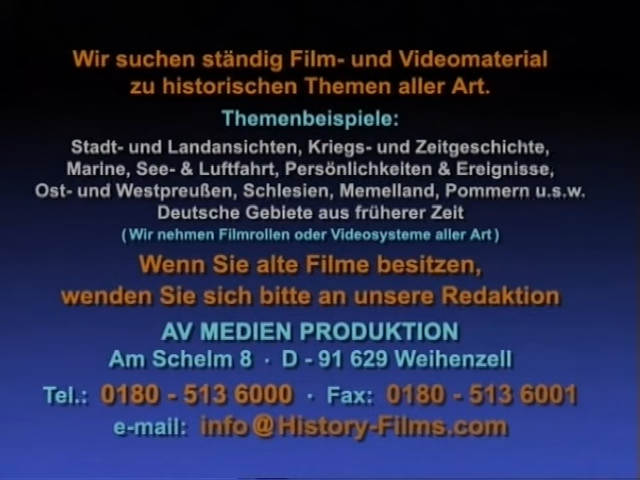 Wir suchen ständig Film- und Videomaterial
zu historischen Themen aller Art.
Themenbeispiele:
Stadt- und Landansichten, Kriegs- und Zeitgeschichte,
Marine, See- & Luftfahrt, Persönlichkeiten & Ereignisse,
Ost- und Westpreußen, Schlesien, Memelland, Pommern u.s.w.
Deutsche Gebiete aus früherer Zeit
(Wir nehmen Filmrollen oder Videosysteme aller Art)
Wenn Sie alte Filme besitzen,
wenden Sie sich bitte an unsere Redaktion
AV MEDIEN PRODUKTION
Am Schelm 8 · D - 91 629 Weihenzell
Tel.: 0180 - 513 6000 · Fax: 0180 - 513 6001
e-mail: info@History-Films.com